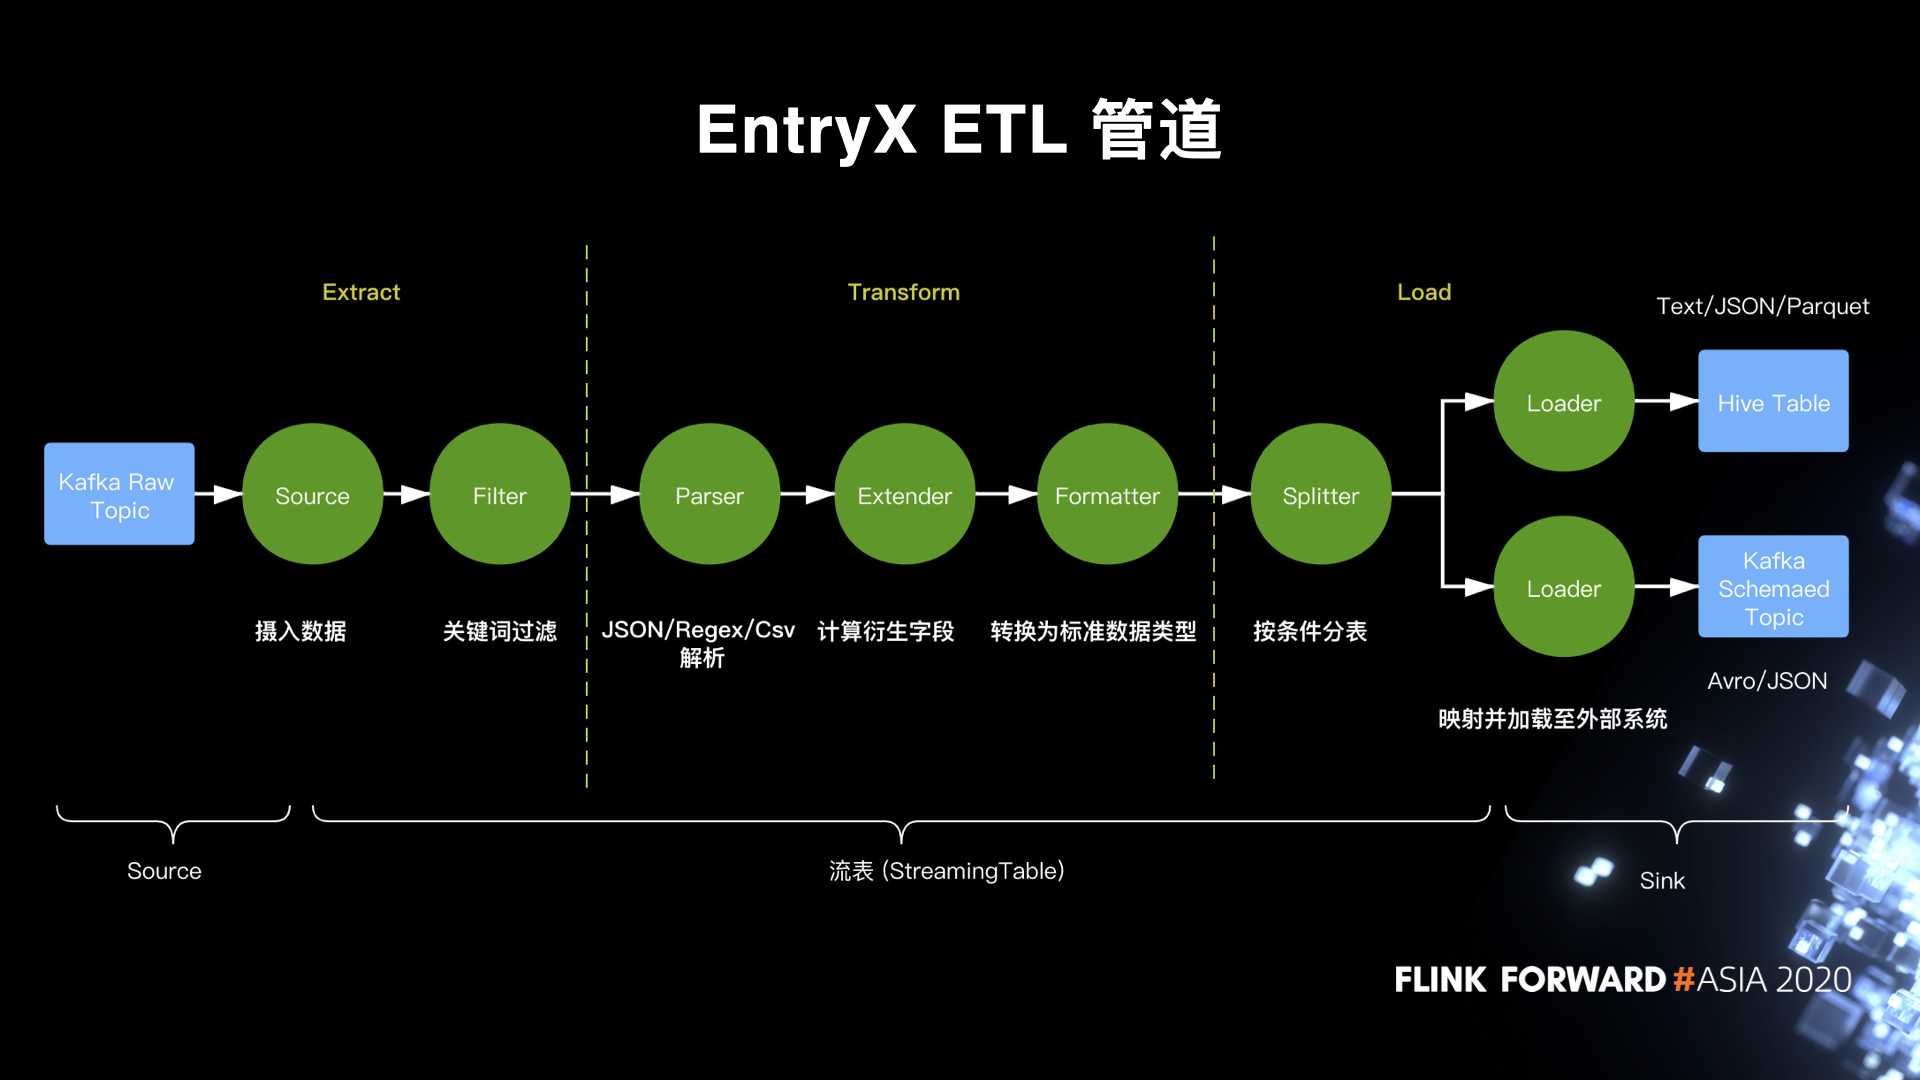 EntryX ETL 管道
Extract
Transform
Load
Text/JSON/Parquet
Kafka Raw
Topic
Source
Filter
Parser
Extender
Formatter
Splitter
Loader
Hive Table
Loader
Kafka
Schemaed
Topic
摄入数据
关键词过滤
JSON/Regex/Csv
解析
计算衍生字段
转换为标准数据类型
按条件分表
Avro/JSON
映射并加载至外部系统
Source
流表 (StreamingTable)
Sink
FLINK FORWARD #ASIA 2020